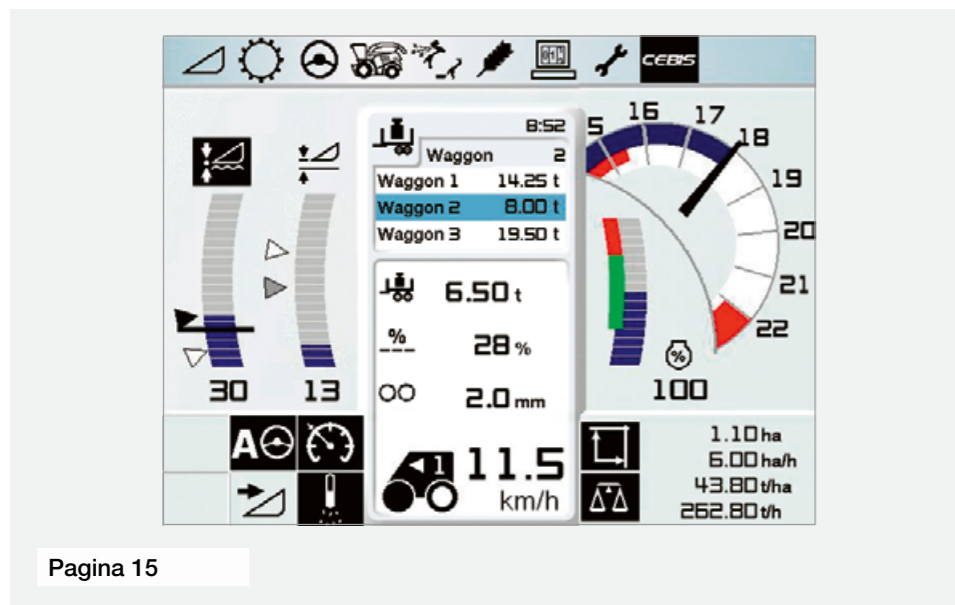 CEBIS
8:52
Waggon 2
Waggon 1 14.25 t
Waggon 2 8.00 t
Waggon 3 19.50 t
6.50 t
%
28 %
2.0 mm
1
11.5
km/h
30
13
A
5
16
17
18
19
20
21
22
%
100
1.10 ha
6.00 ha/h
43.80 t/ha
262.80 t/h
Pagina 15